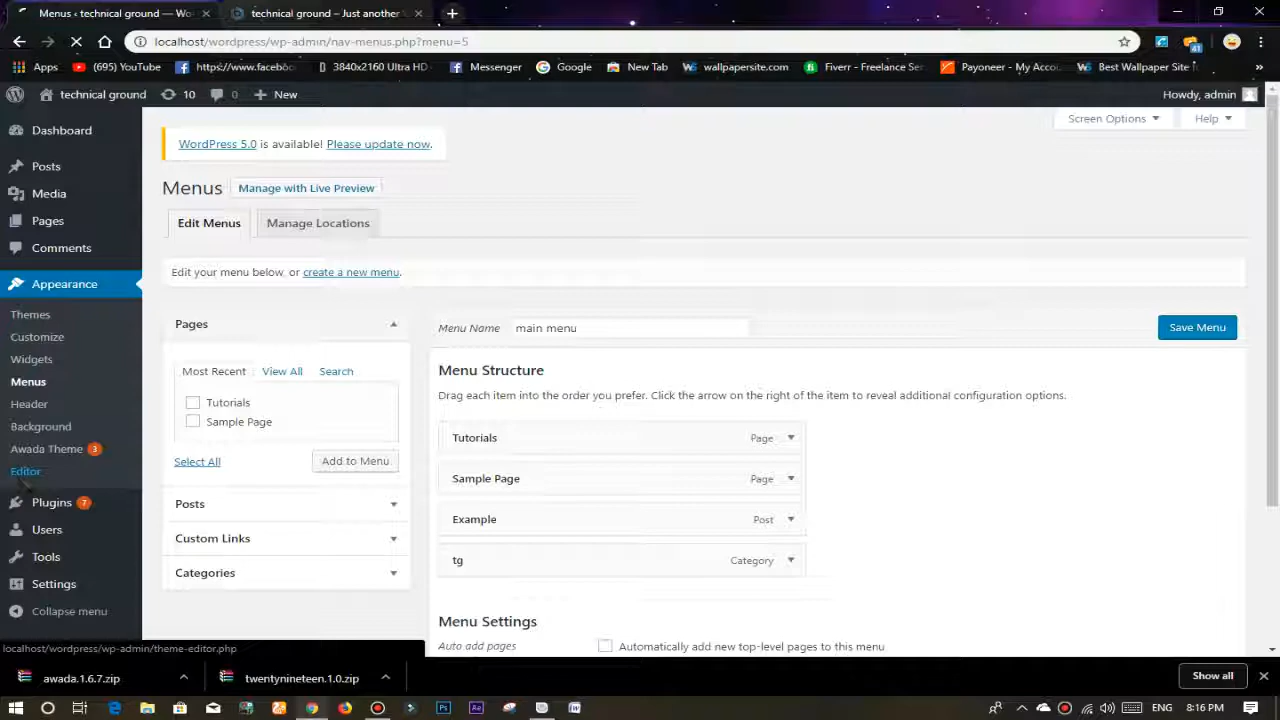 Menus ‹ technical ground — Wo
technical ground – Just another
localhost/wordpress/wp-admin/nav-menus.php?menu=5
Apps
(695) YouTube
https://www.facebo
3840x2160 Ultra HD
Messenger
Google
New Tab
wallpapersite.com
Fiverr - Freelance Ser
Payoneer - My Accou
Best Wallpaper Site
»
61
technical ground
10
0
New
Howdy, admin
Screen Options
Help
Dashboard
Posts
Media
Pages
Comments
Appearance
Themes
Customize
Widgets
Menus
Header
Background
Awada Theme 3
Editor
Plugins 7
Users
Tools
Settings
Collapse menu
WordPress 5.0 is available! Please update now.
Menus
Manage with Live Preview
Edit Menus
Manage Locations
Edit your menu below, or create a new menu.
Pages
Most Recent
View All
Search
Tutorials
Sample Page
Select All
Add to Menu
Posts
Custom Links
Categories
Menu Name
main menu
Save Menu
Menu Structure
Drag each item into the order you prefer. Click the arrow on the right of the item to reveal additional configuration options.
Tutorials
Page
Sample Page
Page
Example
Post
tg
Category
Menu Settings
Auto add pages
Automatically add new top-level pages to this menu
localhost/wordpress/wp-admin/theme-editor.php
awada.1.6.7.zip
twentynineteen.1.0.zip
Show all
Ps
Ae
8:16 PM